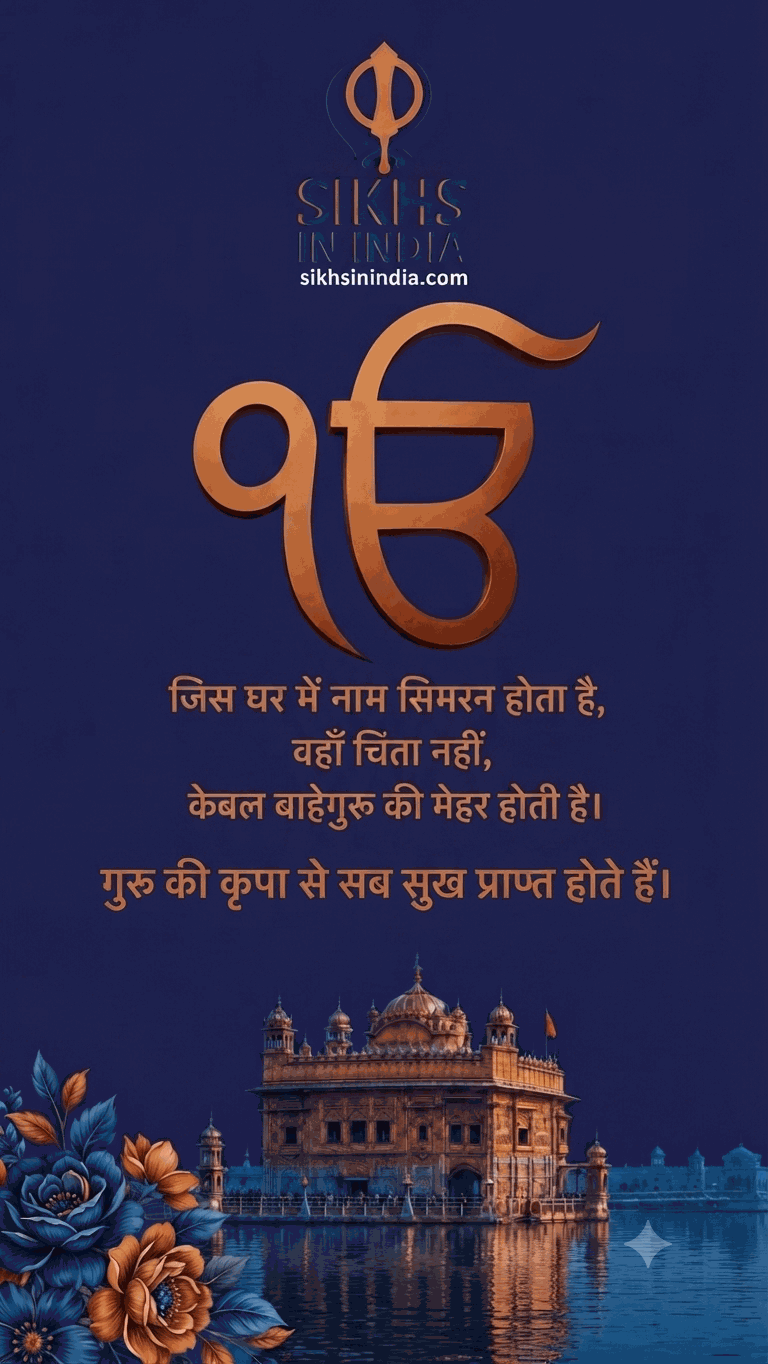 SIKHS
IN INDIA
sikhsinindia.com
ੴ
जिस घर में नाम सिमरन होता है,
वहाँ चिंता नहीं,
केबल बाहेगुरू की मेहर होती है।
गुरू की कृपा से सब सुख प्राप्त होते हैं।